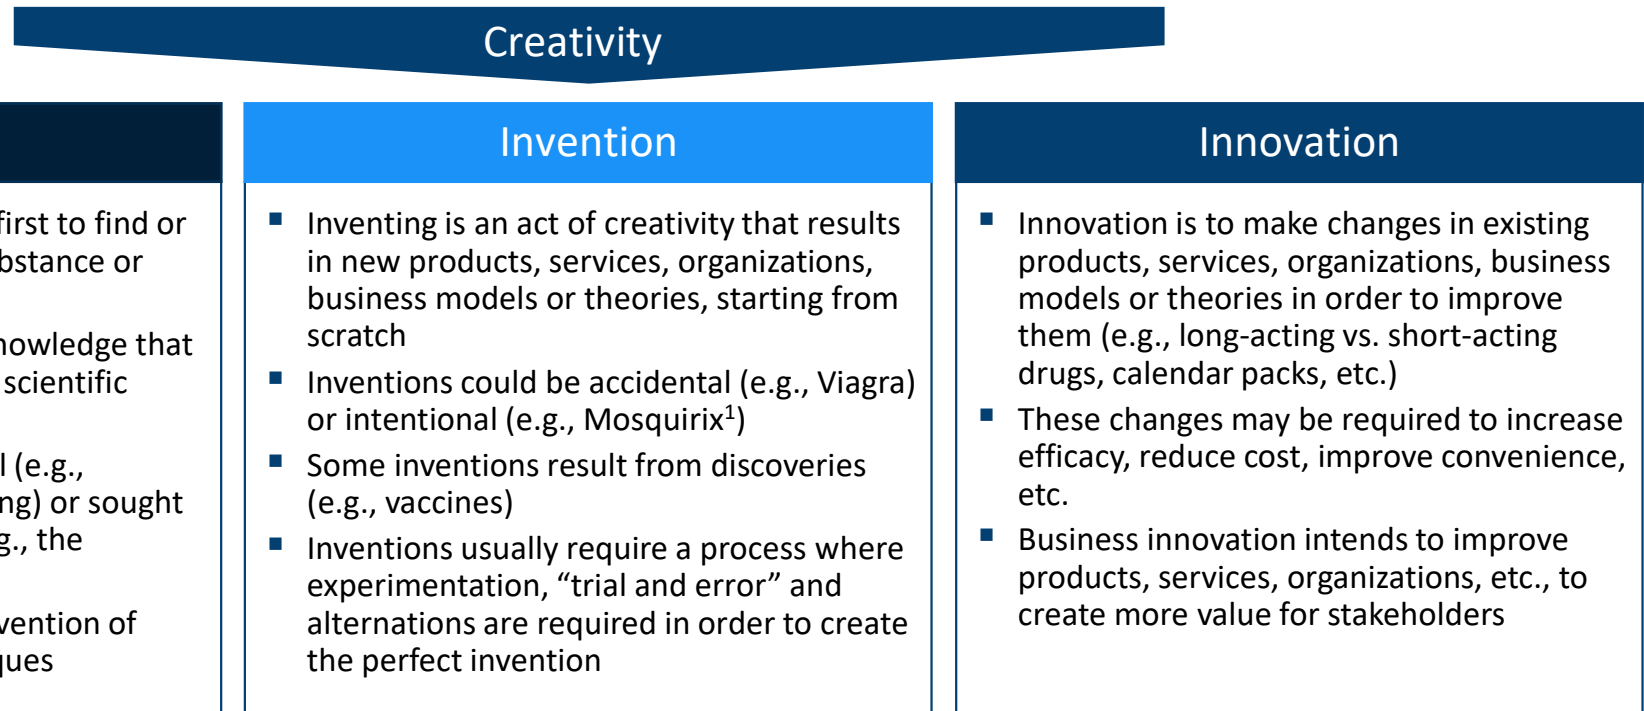 Creativity
first to find or
bstance or
nowledge that
scientific
l (e.g.,
ng) or sought
g., the
vention of
ques
Invention
▪ Inventing is an act of creativity that results
in new products, services, organizations,
business models or theories, starting from
scratch
▪ Inventions could be accidental (e.g., Viagra)
or intentional (e.g., Mosquirix¹)
▪ Some inventions result from discoveries
(e.g., vaccines)
▪ Inventions usually require a process where
experimentation, “trial and error” and
alternations are required in order to create
the perfect invention
Innovation
▪ Innovation is to make changes in existing
products, services, organizations, business
models or theories in order to improve
them (e.g., long-acting vs. short-acting
drugs, calendar packs, etc.)
▪ These changes may be required to increase
efficacy, reduce cost, improve convenience,
etc.
▪ Business innovation intends to improve
products, services, organizations, etc., to
create more value for stakeholders